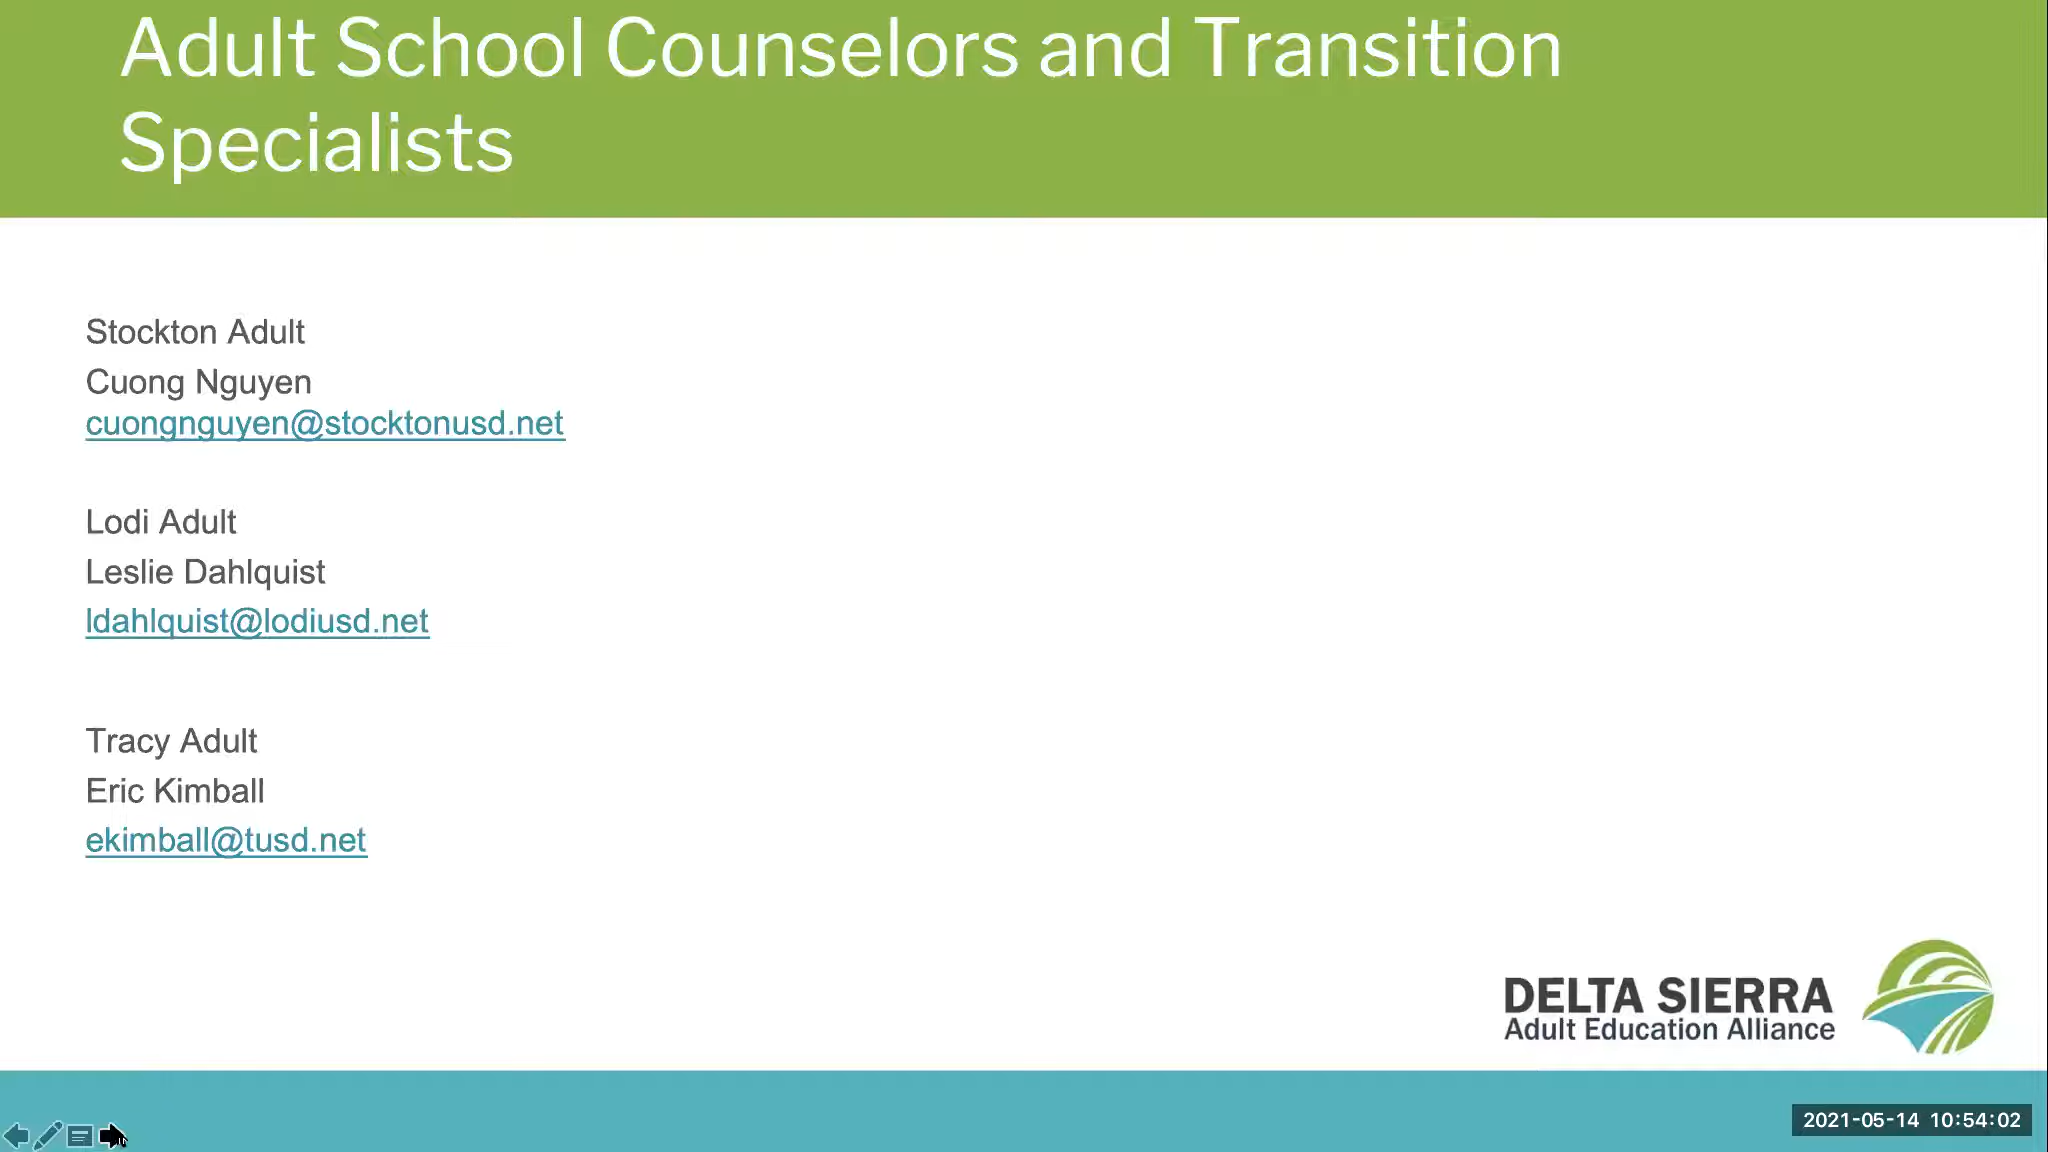 Adult School Counselors and Transition
Specialists
Stockton Adult
Cuong Nguyen
cuongnguyen@stocktonusd.net
Lodi Adult
Leslie Dahlquist
ldahlquist@lodiusd.net
Tracy Adult
Eric Kimball
ekimball@tusd.net
DELTA SIERRA
Adult Education Alliance
2021-05-14 10:54:02